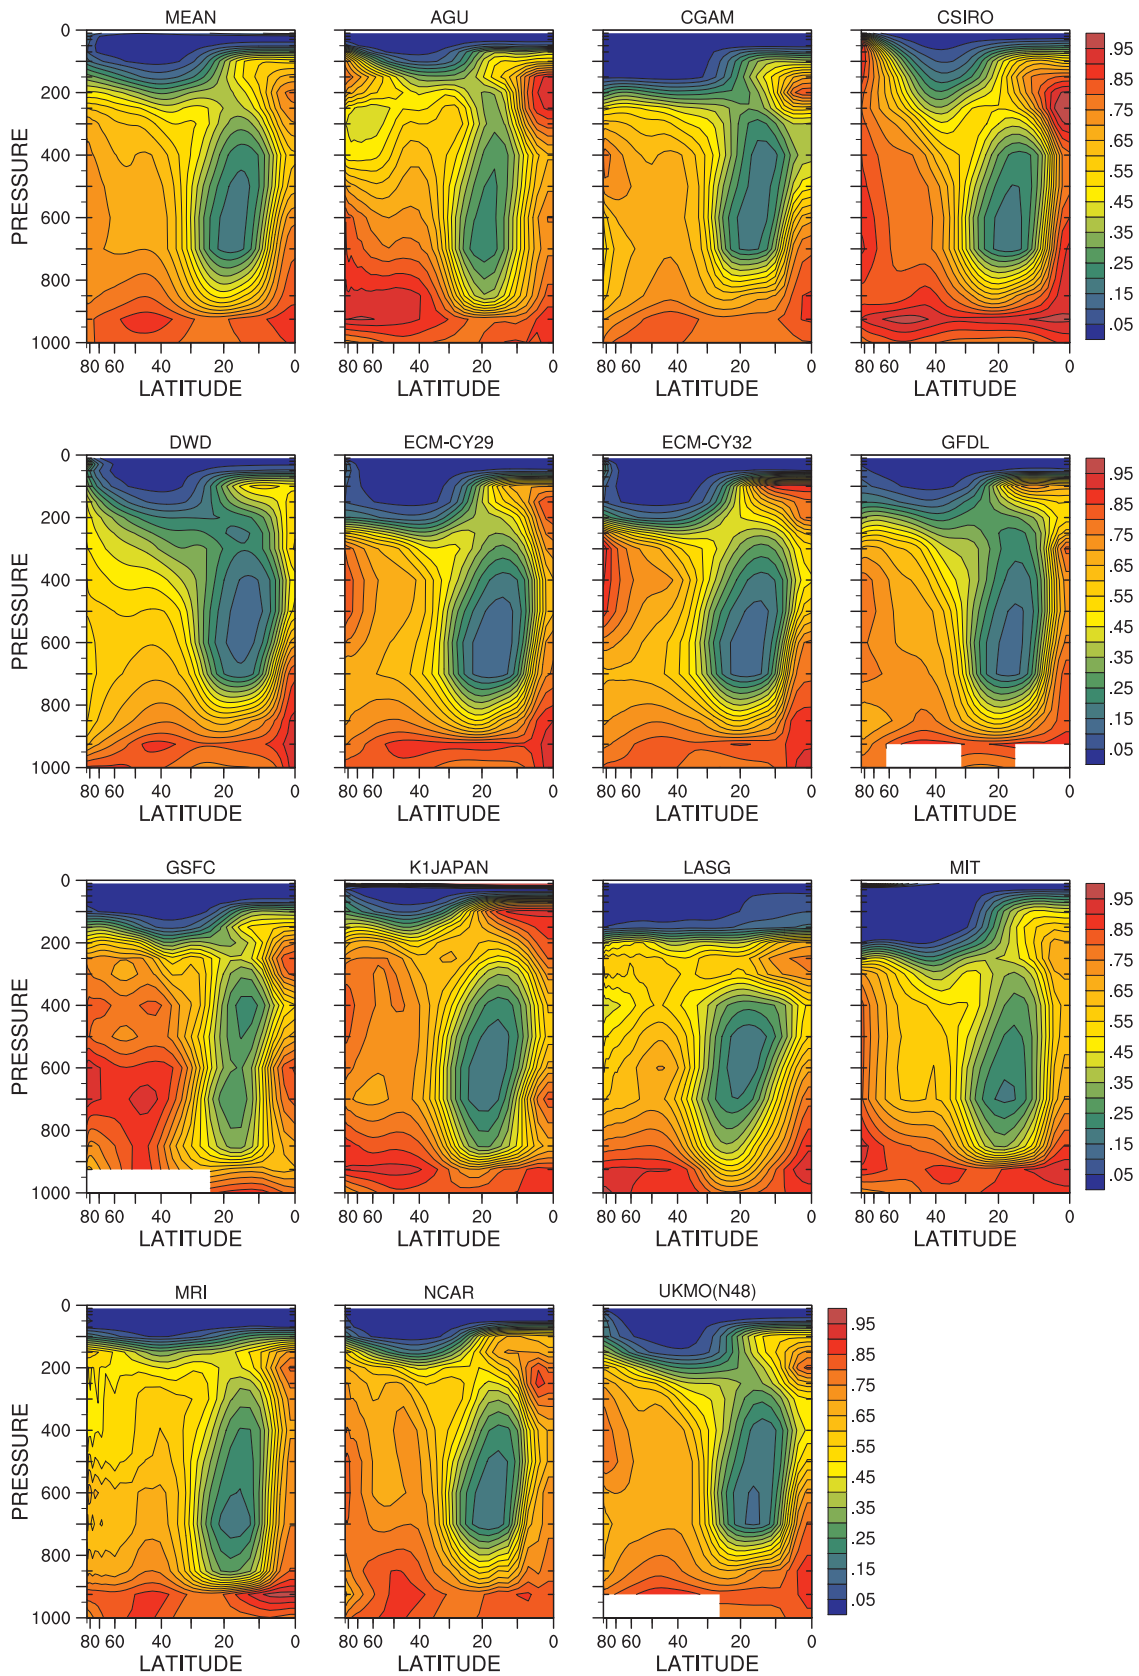 MEAN AGU CGAM CSIRO
0
200
400
600
800
1000
PRESSURE
80 60 40 20 0
80 60 40 20 0
80 60 40 20 0
80 60 40 20 0
LATITUDE LATITUDE LATITUDE LATITUDE
.95
.85
.75
.65
.55
.45
.35
.25
.15
.05
DWD ECM-CY29 ECM-CY32 GFDL
0
200
400
600
800
1000
PRESSURE
80 60 40 20 0
80 60 40 20 0
80 60 40 20 0
80 60 40 20 0
LATITUDE LATITUDE LATITUDE LATITUDE
.95
.85
.75
.65
.55
.45
.35
.25
.15
.05
GSFC K1JAPAN LASG MIT
0
200
400
600
800
1000
PRESSURE
80 60 40 20 0
80 60 40 20 0
80 60 40 20 0
80 60 40 20 0
LATITUDE LATITUDE LATITUDE LATITUDE
.95
.85
.75
.65
.55
.45
.35
.25
.15
.05
MRI NCAR UKMO(N48)
0
200
400
600
800
1000
PRESSURE
80 60 40 20 0
80 60 40 20 0
80 60 40 20 0
LATITUDE LATITUDE LATITUDE
.95
.85
.75
.65
.55
.45
.35
.25
.15
.05